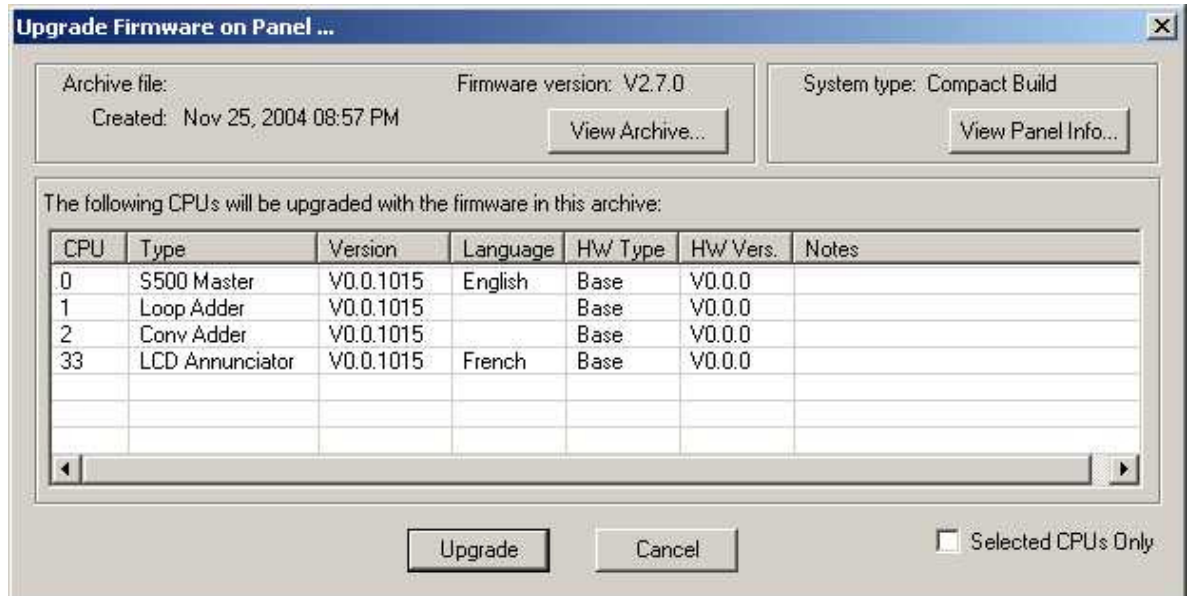 Upgrade Firmware on Panel ...
Archive file: Firmware version: V2.7.0 System type: Compact Build
Created: Nov 25, 2004 08:57 PM View Archive... View Panel Info...
The following CPUs will be upgraded with the firmware in this archive:
CPU Type Version Language HW Type HW Vers. Notes
0 S500 Master V0.0.1015 English Base V0.0.0
1 Loop Adder V0.0.1015 Base V0.0.0
2 Conv Adder V0.0.1015 Base V0.0.0
33 LCD Annunciator V0.0.1015 French Base V0.0.0
Upgrade Cancel Selected CPUs Only